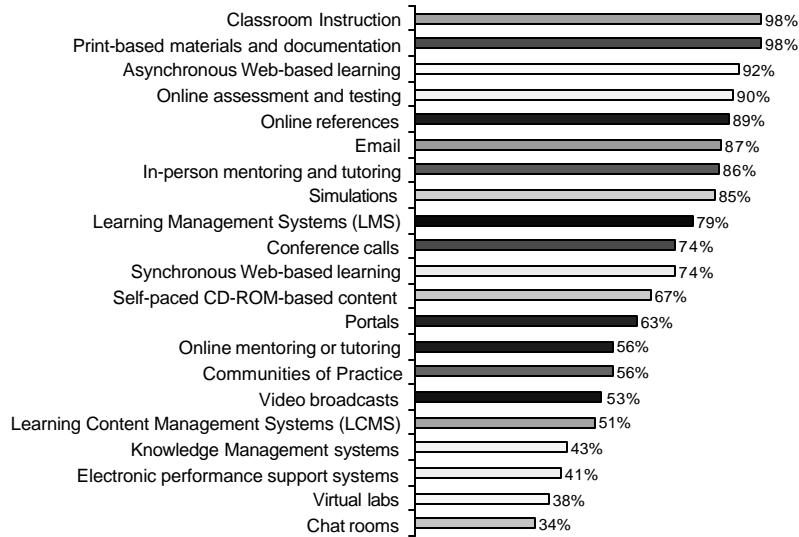 Classroom Instruction 98%
Print-based materials and documentation 98%
Asynchronous Web-based learning 92%
Online assessment and testing 90%
Online references 89%
Email 87%
In-person mentoring and tutoring 86%
Simulations 85%
Learning Management Systems (LMS) 79%
Conference calls 74%
Synchronous Web-based learning 74%
Self-paced CD-ROM-based content 67%
Portals 63%
Online mentoring or tutoring 56%
Communities of Practice 56%
Video broadcasts 53%
Learning Content Management Systems (LCMS) 51%
Knowledge Management systems 43%
Electronic performance support systems 41%
Virtual labs 38%
Chat rooms 34%